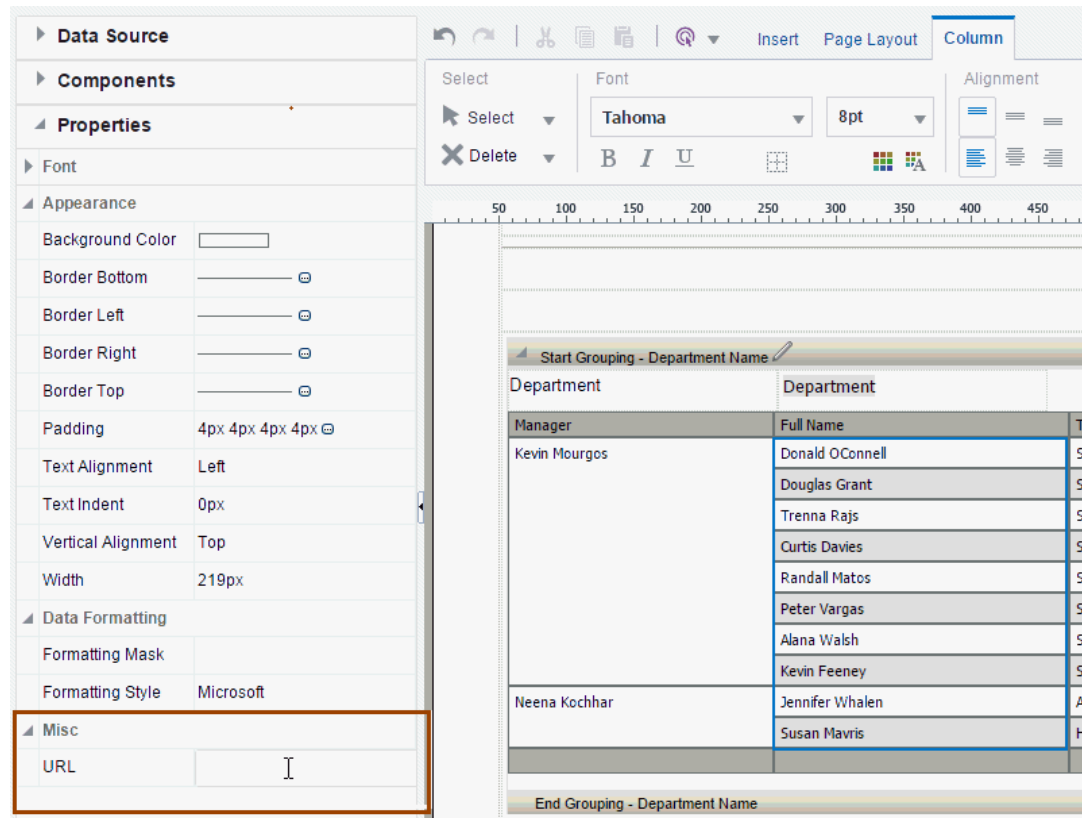 Data Source
Components
Properties
Font
Appearance
Background Color
Border Bottom
Border Left
Border Right
Border Top
Padding 4px 4px 4px 4px
Text Alignment Left
Text Indent 0px
Vertical Alignment Top
Width 219px
Data Formatting
Formatting Mask
Formatting Style Microsoft
Misc
URL
Insert Page Layout Column
Select Font Alignment
Select Tahoma 8pt
Delete B I U
50 100 150 200 250 300 350 400 450
Start Grouping - Department Name
Department Department
Manager Full Name T
Kevin Mourgos Donald OConnell S
Douglas Grant S
Trenna Rajs S
Curtis Davies S
Randall Matos S
Peter Vargas S
Alana Walsh S
Kevin Feeney S
Neena Kochhar Jennifer Whalen A
Susan Mavris H
End Grouping - Department Name